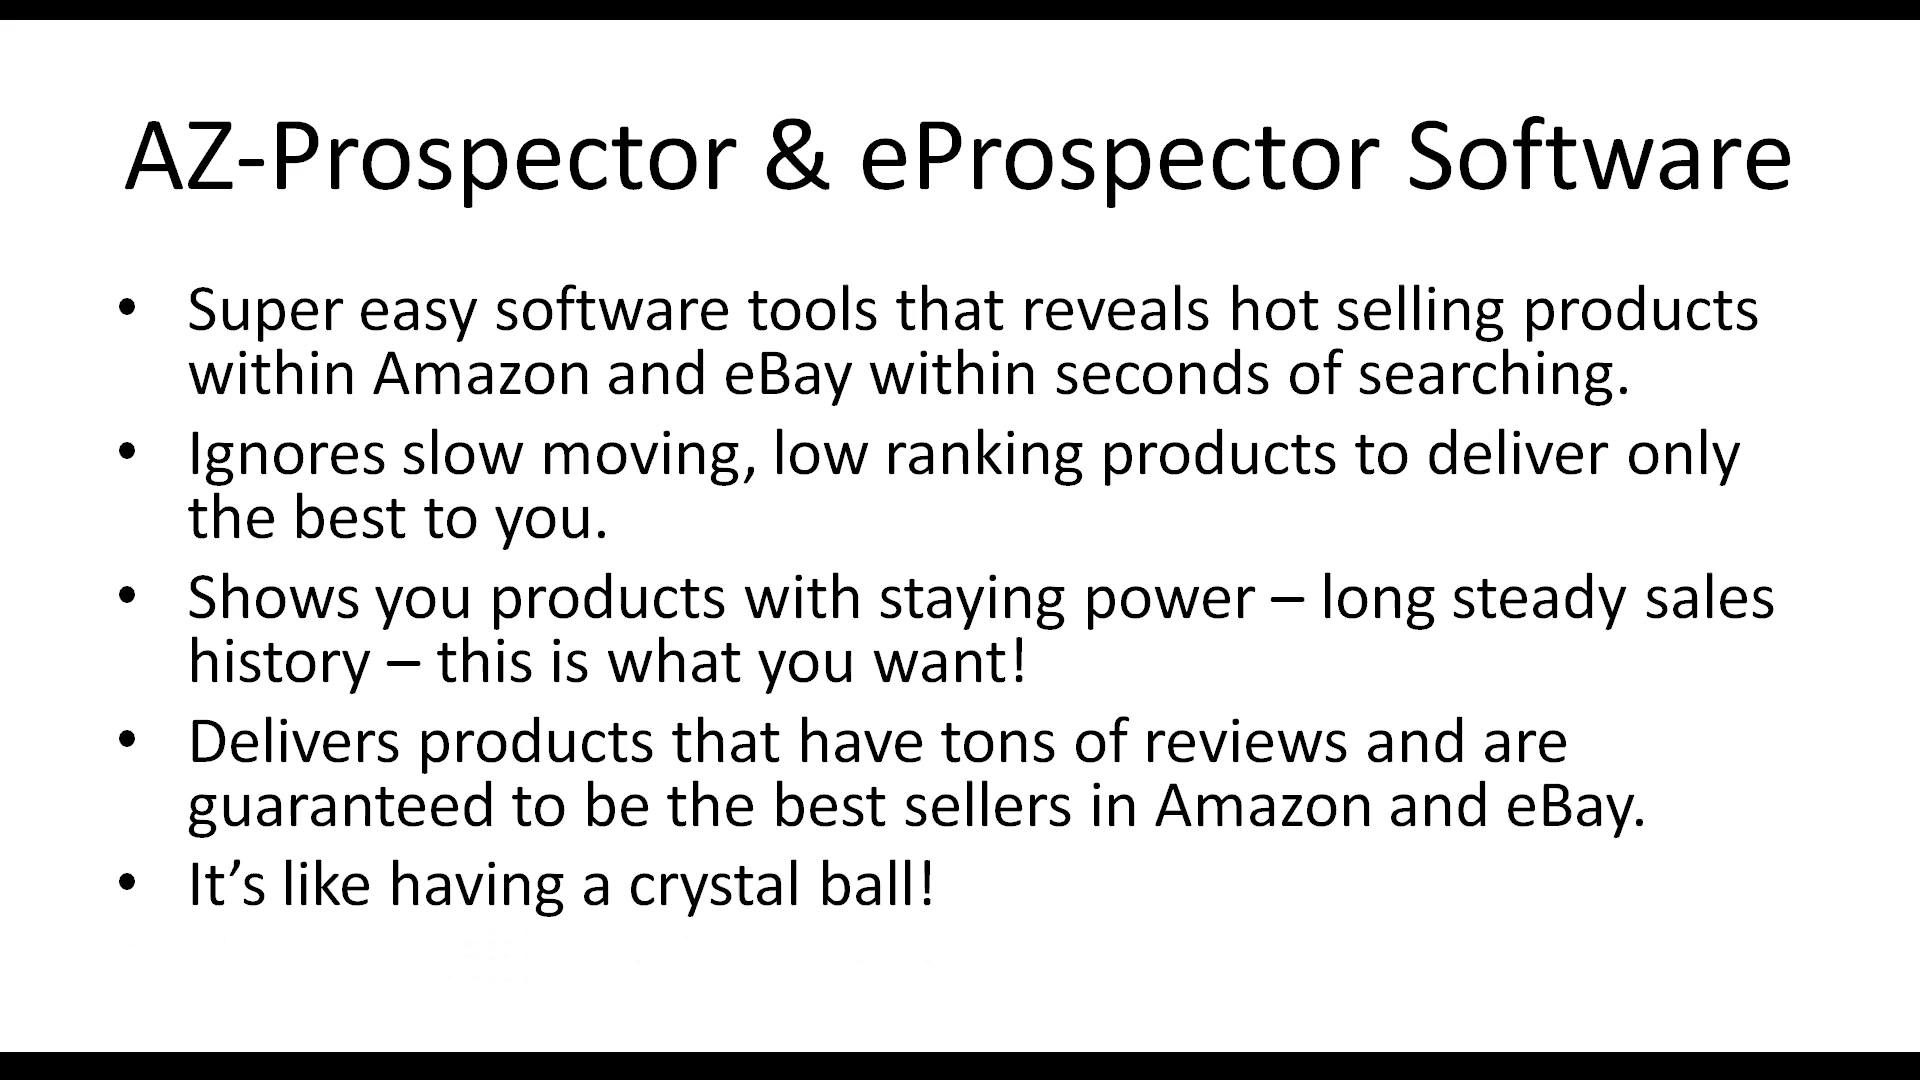 AZ-Prospector & eProspector Software
• Super easy software tools that reveals hot selling products
within Amazon and eBay within seconds of searching.
• Ignores slow moving, low ranking products to deliver only
the best to you.
• Shows you products with staying power – long steady sales
history – this is what you want!
• Delivers products that have tons of reviews and are
guaranteed to be the best sellers in Amazon and eBay.
• It’s like having a crystal ball!